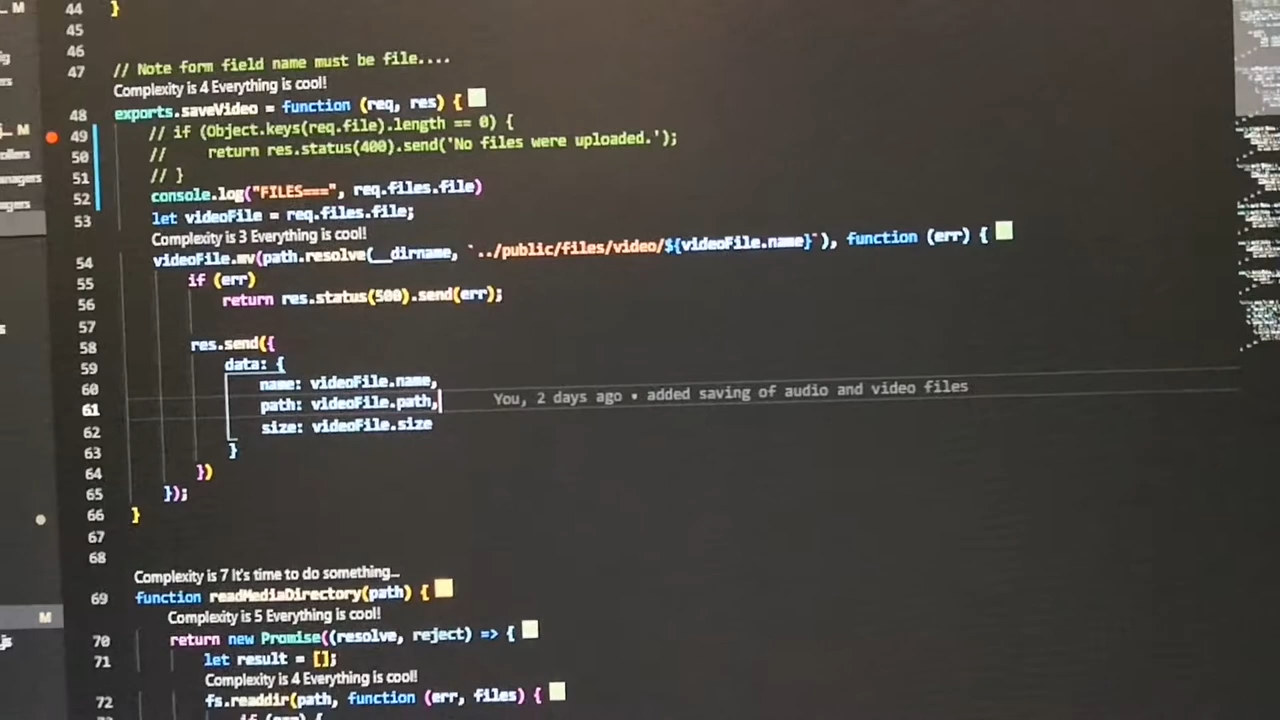 44 }
45
46
47 // Note form field name must be file....
Complexity is 4 Everything is cool!
48 exports.saveVideo = function (req, res) {
49 // if (Object.keys(req.file).length == 0) {
50 //     return res.status(400).send('No files were uploaded.');
51 // }
52 console.log("FILES===", req.files.file)
53 let videoFile = req.files.file;
Complexity is 3 Everything is cool!
54 videoFile.mv(path.resolve(__dirname, `../public/files/video/${videoFile.name}`), function (err) {
55 if (err)
56 return res.status(500).send(err);
57
58 res.send({
59 data: {
60 name: videoFile.name,
61 path: videoFile.path, You, 2 days ago • added saving of audio and video files
62 size: videoFile.size
63 }
64 })
65 });
66 }
67
68
Complexity is 7 It's time to do something...
69 function readMediaDirectory(path) {
Complexity is 5 Everything is cool!
70 return new Promise((resolve, reject) => {
71 let result = [];
Complexity is 4 Everything is cool!
72 fs.readdir(path, function (err, files) {
if (err) {
M
M
M